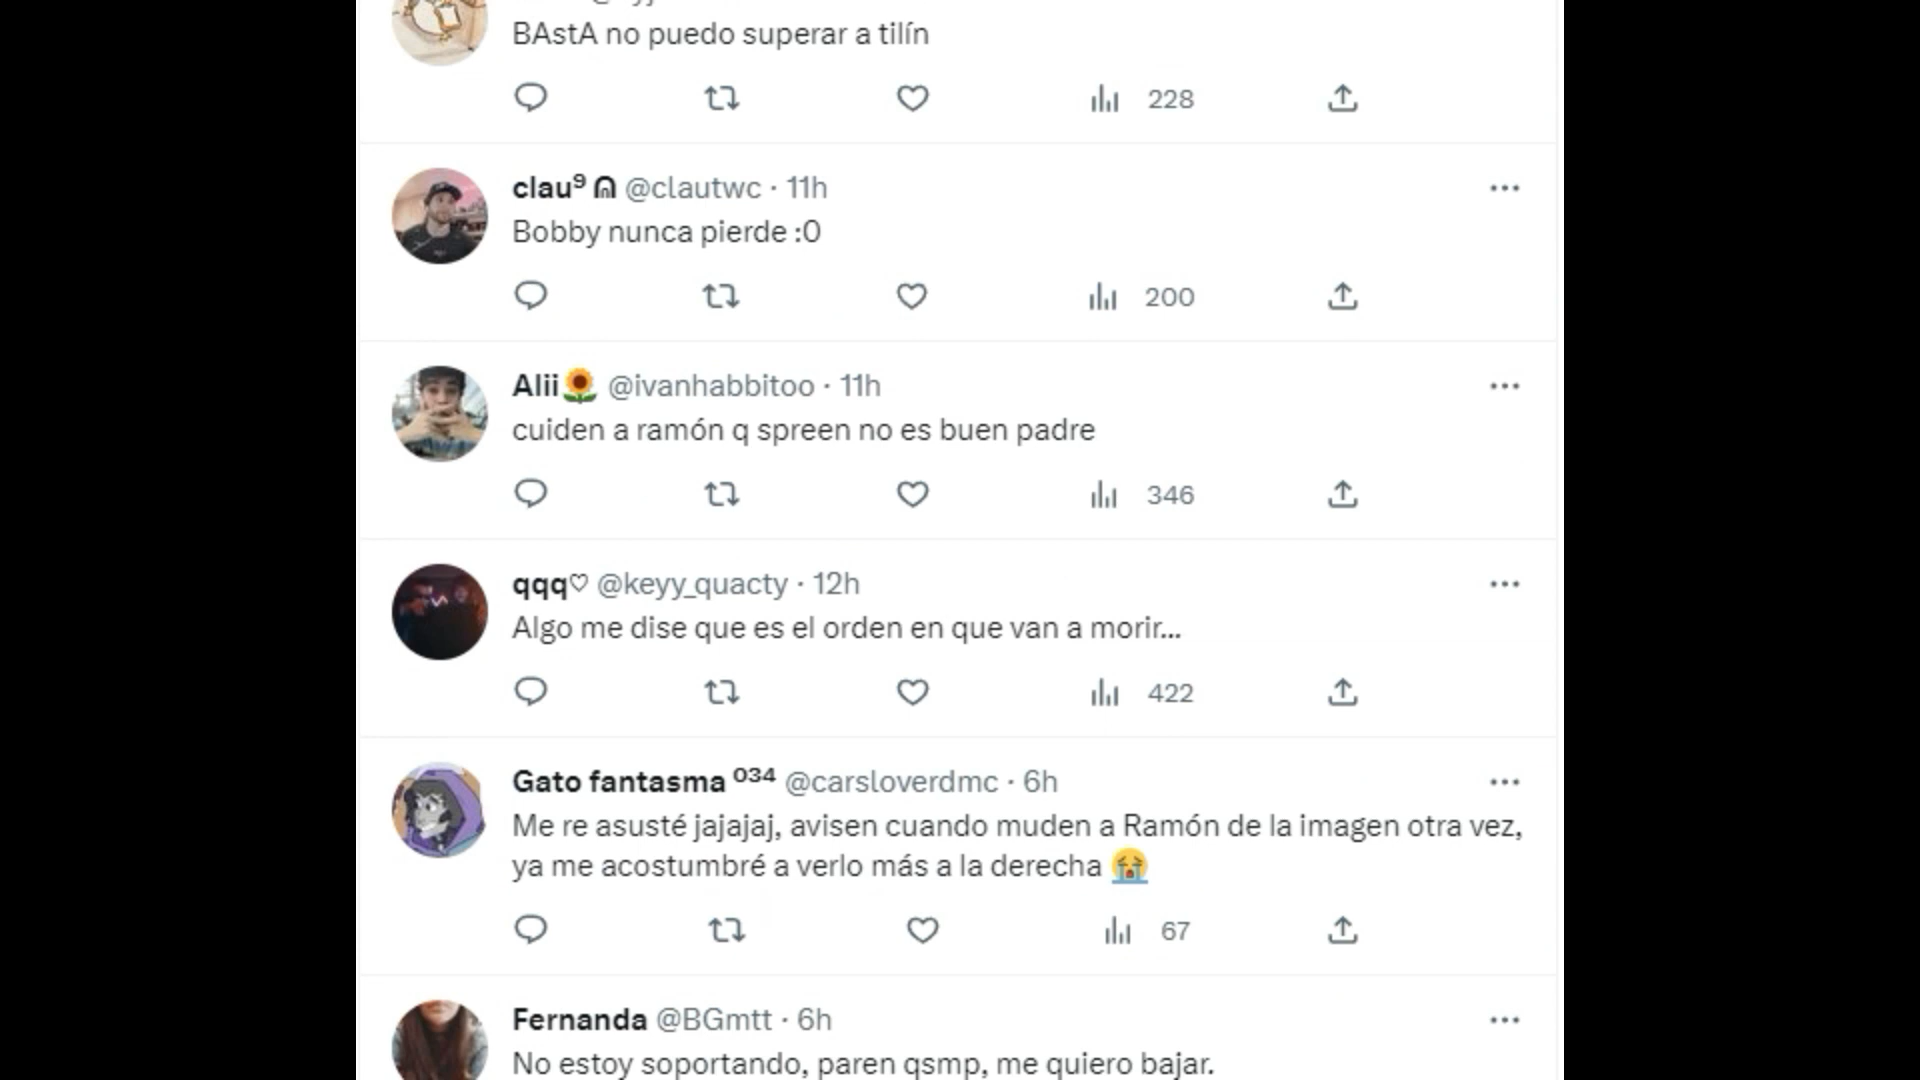 BAstA no puedo superar a tilín
228
clau⁹ ᕱ @clautwc · 11h
Bobby nunca pierde :0
200
Alii🌻 @ivanhabbitoo · 11h
cuiden a ramón q spreen no es buen padre
346
qqq♡ @keyy_quacty · 12h
Algo me dise que es el orden en que van a morir...
422
Gato fantasma ⁰³⁴ @carsloverdmc · 6h
Me re asusté jajajaj, avisen cuando muden a Ramón de la imagen otra vez,
ya me acostumbré a verlo más a la derecha 😭
67
Fernanda @BGmtt · 6h
No estoy soportando, paren qsmp, me quiero bajar.